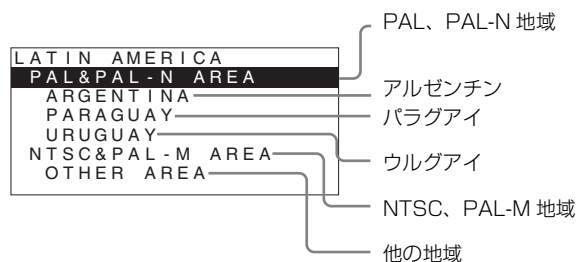 LATIN AMERICA
PAL&PAL-N AREA
ARGENTINA
PARAGUAY
URUGUAY
NTSC&PAL-M AREA
OTHER AREA
PAL、PAL-N 地域
アルゼンチン
パラグアイ
ウルグアイ
NTSC、PAL-M 地域
他の地域